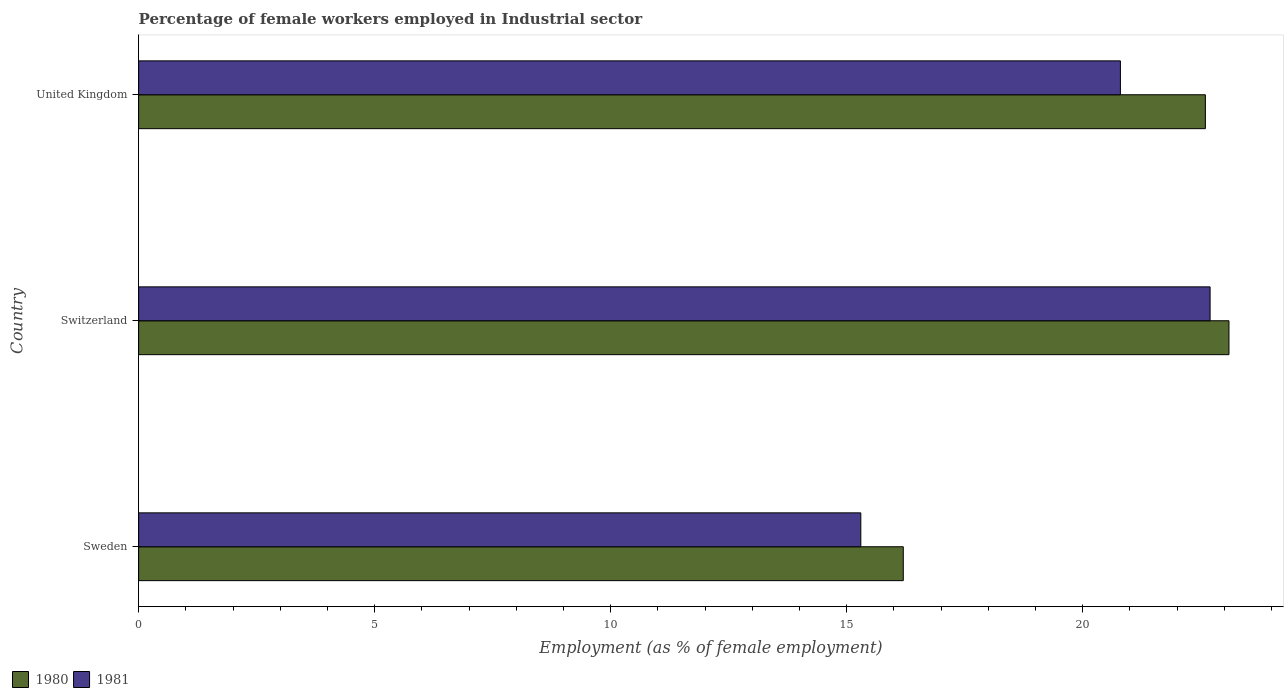 Percentage of female workers employed in Industrial sector
United Kingdom
Switzerland
Sweden
Country
0
5
10
15
20
Employment (as % of female employment)
1980
1981